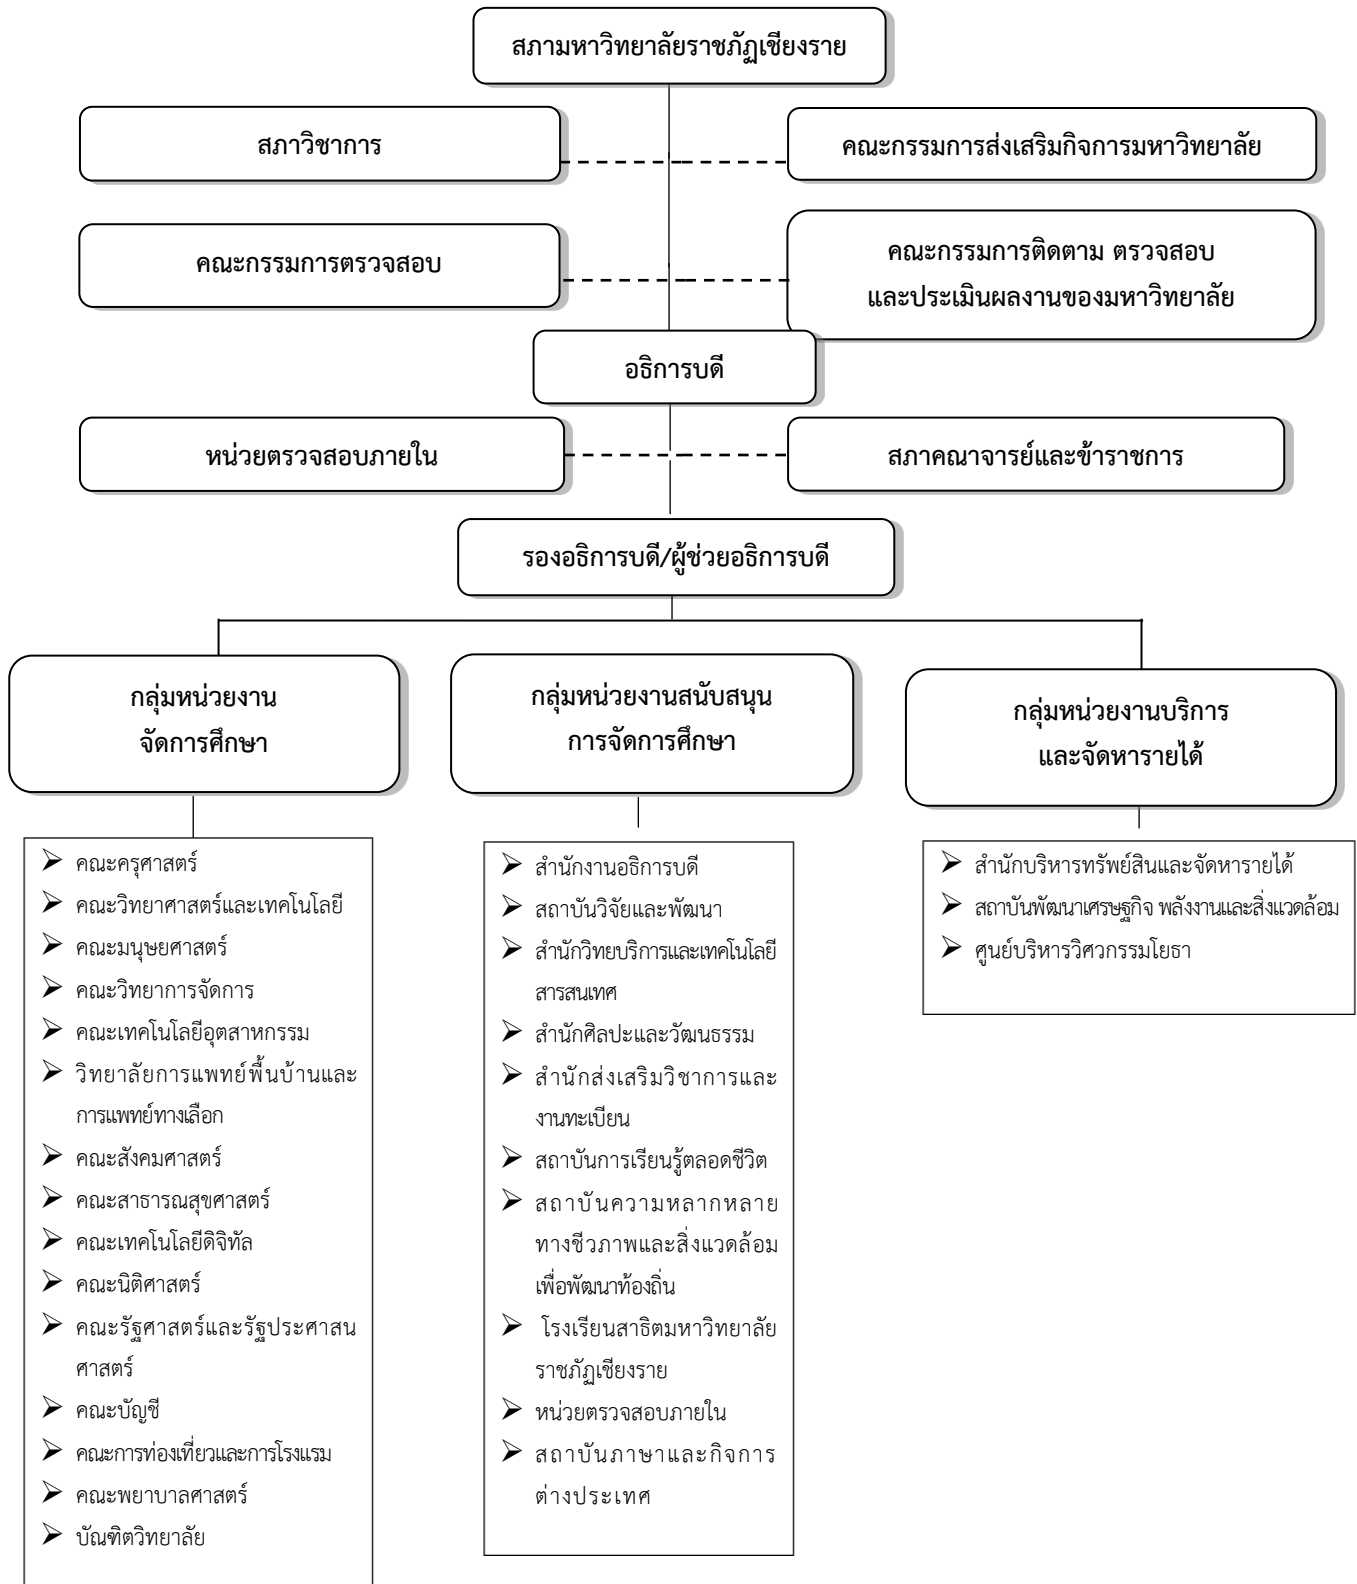 สภามหาวิทยาลัยราชภัฏเชียงราย
สภาวิชาการ
คณะกรรมการส่งเสริมกิจการมหาวิทยาลัย
คณะกรรมการตรวจสอบ
คณะกรรมการติดตาม ตรวจสอบ
และประเมินผลงานของมหาวิทยาลัย
อธิการบดี
หน่วยตรวจสอบภายใน
สภาคณาจารย์และข้าราชการ
รองอธิการบดี/ผู้ช่วยอธิการบดี
กลุ่มหน่วยงาน
จัดการศึกษา
กลุ่มหน่วยงานสนับสนุน
การจัดการศึกษา
กลุ่มหน่วยงานบริการ
และจัดหารายได้
➢ คณะครุศาสตร์
➢ คณะวิทยาศาสตร์และเทคโนโลยี
➢ คณะมนุษยศาสตร์
➢ คณะวิทยาการจัดการ
➢ คณะเทคโนโลยีอุตสาหกรรม
➢ วิทยาลัยการแพทย์พื้นบ้านและ
การแพทย์ทางเลือก
➢ คณะสังคมศาสตร์
➢ คณะสาธารณสุขศาสตร์
➢ คณะเทคโนโลยีดิจิทัล
➢ คณะนิติศาสตร์
➢ คณะรัฐศาสตร์และรัฐประศาสน
ศาสตร์
➢ คณะบัญชี
➢ คณะการท่องเที่ยวและการโรงแรม
➢ คณะพยาบาลศาสตร์
➢ บัณฑิตวิทยาลัย
➢ สำนักงานอธิการบดี
➢ สถาบันวิจัยและพัฒนา
➢ สำนักวิทยบริการและเทคโนโลยี
สารสนเทศ
➢ สำนักศิลปะและวัฒนธรรม
➢ สำนักส่งเสริมวิชาการและ
งานทะเบียน
➢ สถาบันการเรียนรู้ตลอดชีวิต
➢ สถาบันความหลากหลาย
ทางชีวภาพและสิ่งแวดล้อม
เพื่อพัฒนาท้องถิ่น
➢ โรงเรียนสาธิตมหาวิทยาลัย
ราชภัฏเชียงราย
➢ หน่วยตรวจสอบภายใน
➢ สถาบันภาษาและกิจการ
ต่างประเทศ
➢ สำนักบริหารทรัพย์สินและจัดหารายได้
➢ สถาบันพัฒนาเศรษฐกิจ พลังงานและสิ่งแวดล้อม
➢ ศูนย์บริหารวิศวกรรมโยธา